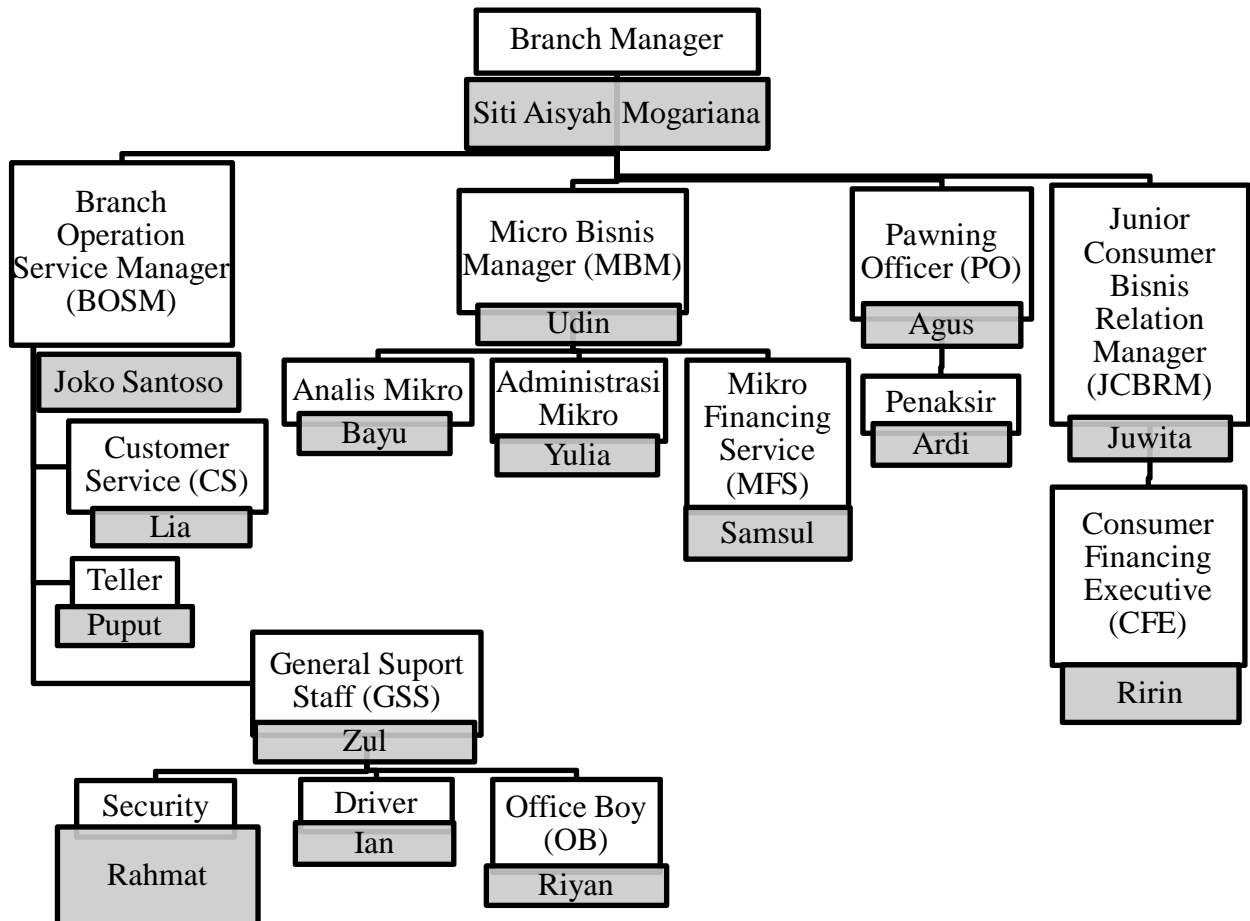 Branch Manager
Siti Aisyah Mogariana
Branch
Operation
Service Manager
(BOSM)
Joko Santoso
Micro Bisnis
Manager (MBM)
Udin
Pawning
Officer (PO)
Agus
Junior
Consumer
Bisnis
Relation
Manager
(JCBRM)
Juwita
Analis Mikro
Bayu
Administrasi
Mikro
Yulia
Mikro
Financing
Service
(MFS)
Samsul
Penaksir
Ardi
Consumer
Financing
Executive
(CFE)
Ririn
Customer
Service (CS)
Lia
Teller
Puput
General Suport
Staff (GSS)
Zul
Security
Rahmat
Driver
Ian
Office Boy
(OB)
Riyan